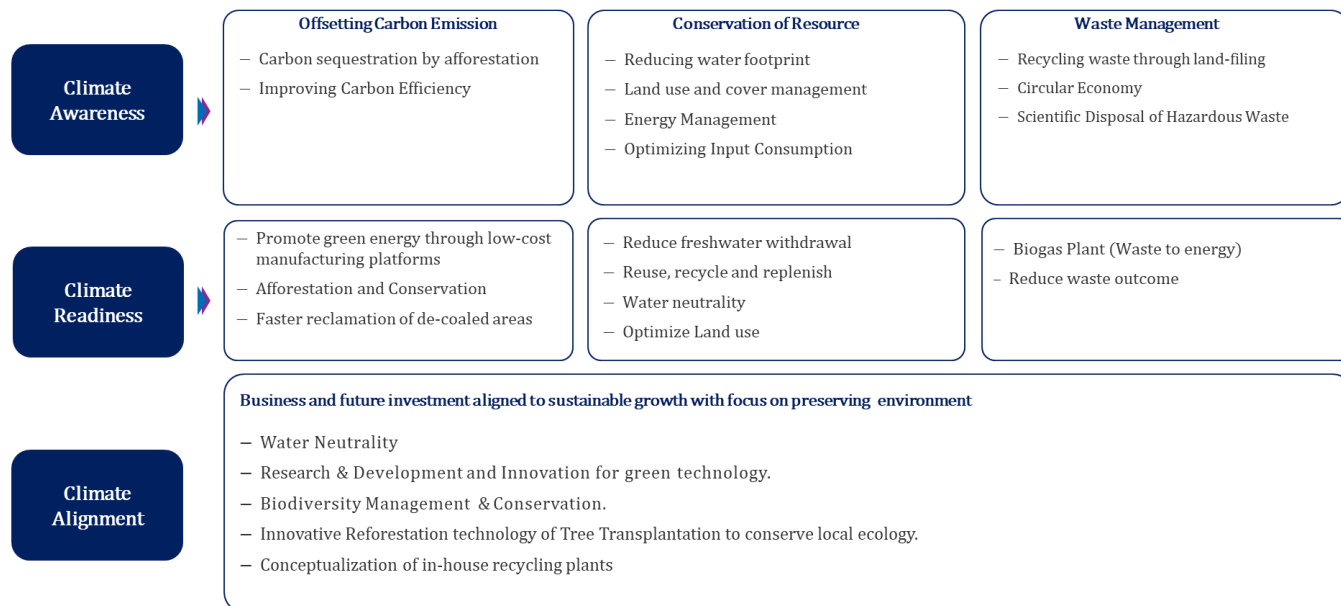 Offsetting Carbon Emission
Conservation of Resource
Waste Management
Climate
Awareness
– Carbon sequestration by afforestation
– Improving Carbon Efficiency
– Reducing water footprint
– Land use and cover management
– Energy Management
– Optimizing Input Consumption
– Recycling waste through land-filing
– Circular Economy
– Scientific Disposal of Hazardous Waste
Climate
Readiness
– Promote green energy through low-cost
manufacturing platforms
– Afforestation and Conservation
– Faster reclamation of de-coaled areas
– Reduce freshwater withdrawal
– Reuse, recycle and replenish
– Water neutrality
– Optimize Land use
– Biogas Plant (Waste to energy)
– Reduce waste outcome
Climate
Alignment
Business and future investment aligned to sustainable growth with focus on preserving environment
– Water Neutrality
– Research & Development and Innovation for green technology.
– Biodiversity Management & Conservation.
– Innovative Reforestation technology of Tree Transplantation to conserve local ecology.
– Conceptualization of in-house recycling plants